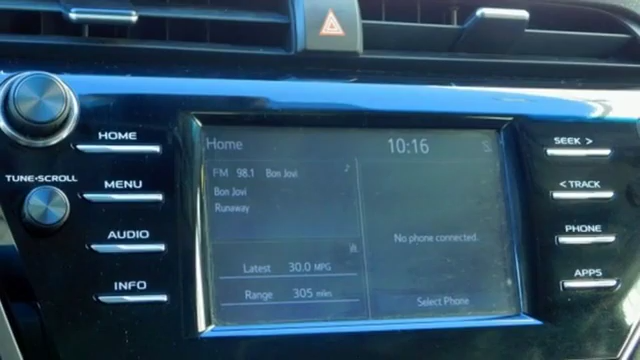 HOME
TUNE•SCROLL
MENU
AUDIO
INFO
Home 10:16
FM 98.1 Bon Jovi
Bon Jovi
Runaway
Latest 30.0 MPG
Range 305 miles
No phone connected.
Select Phone
SEEK >
< TRACK
PHONE
APPS